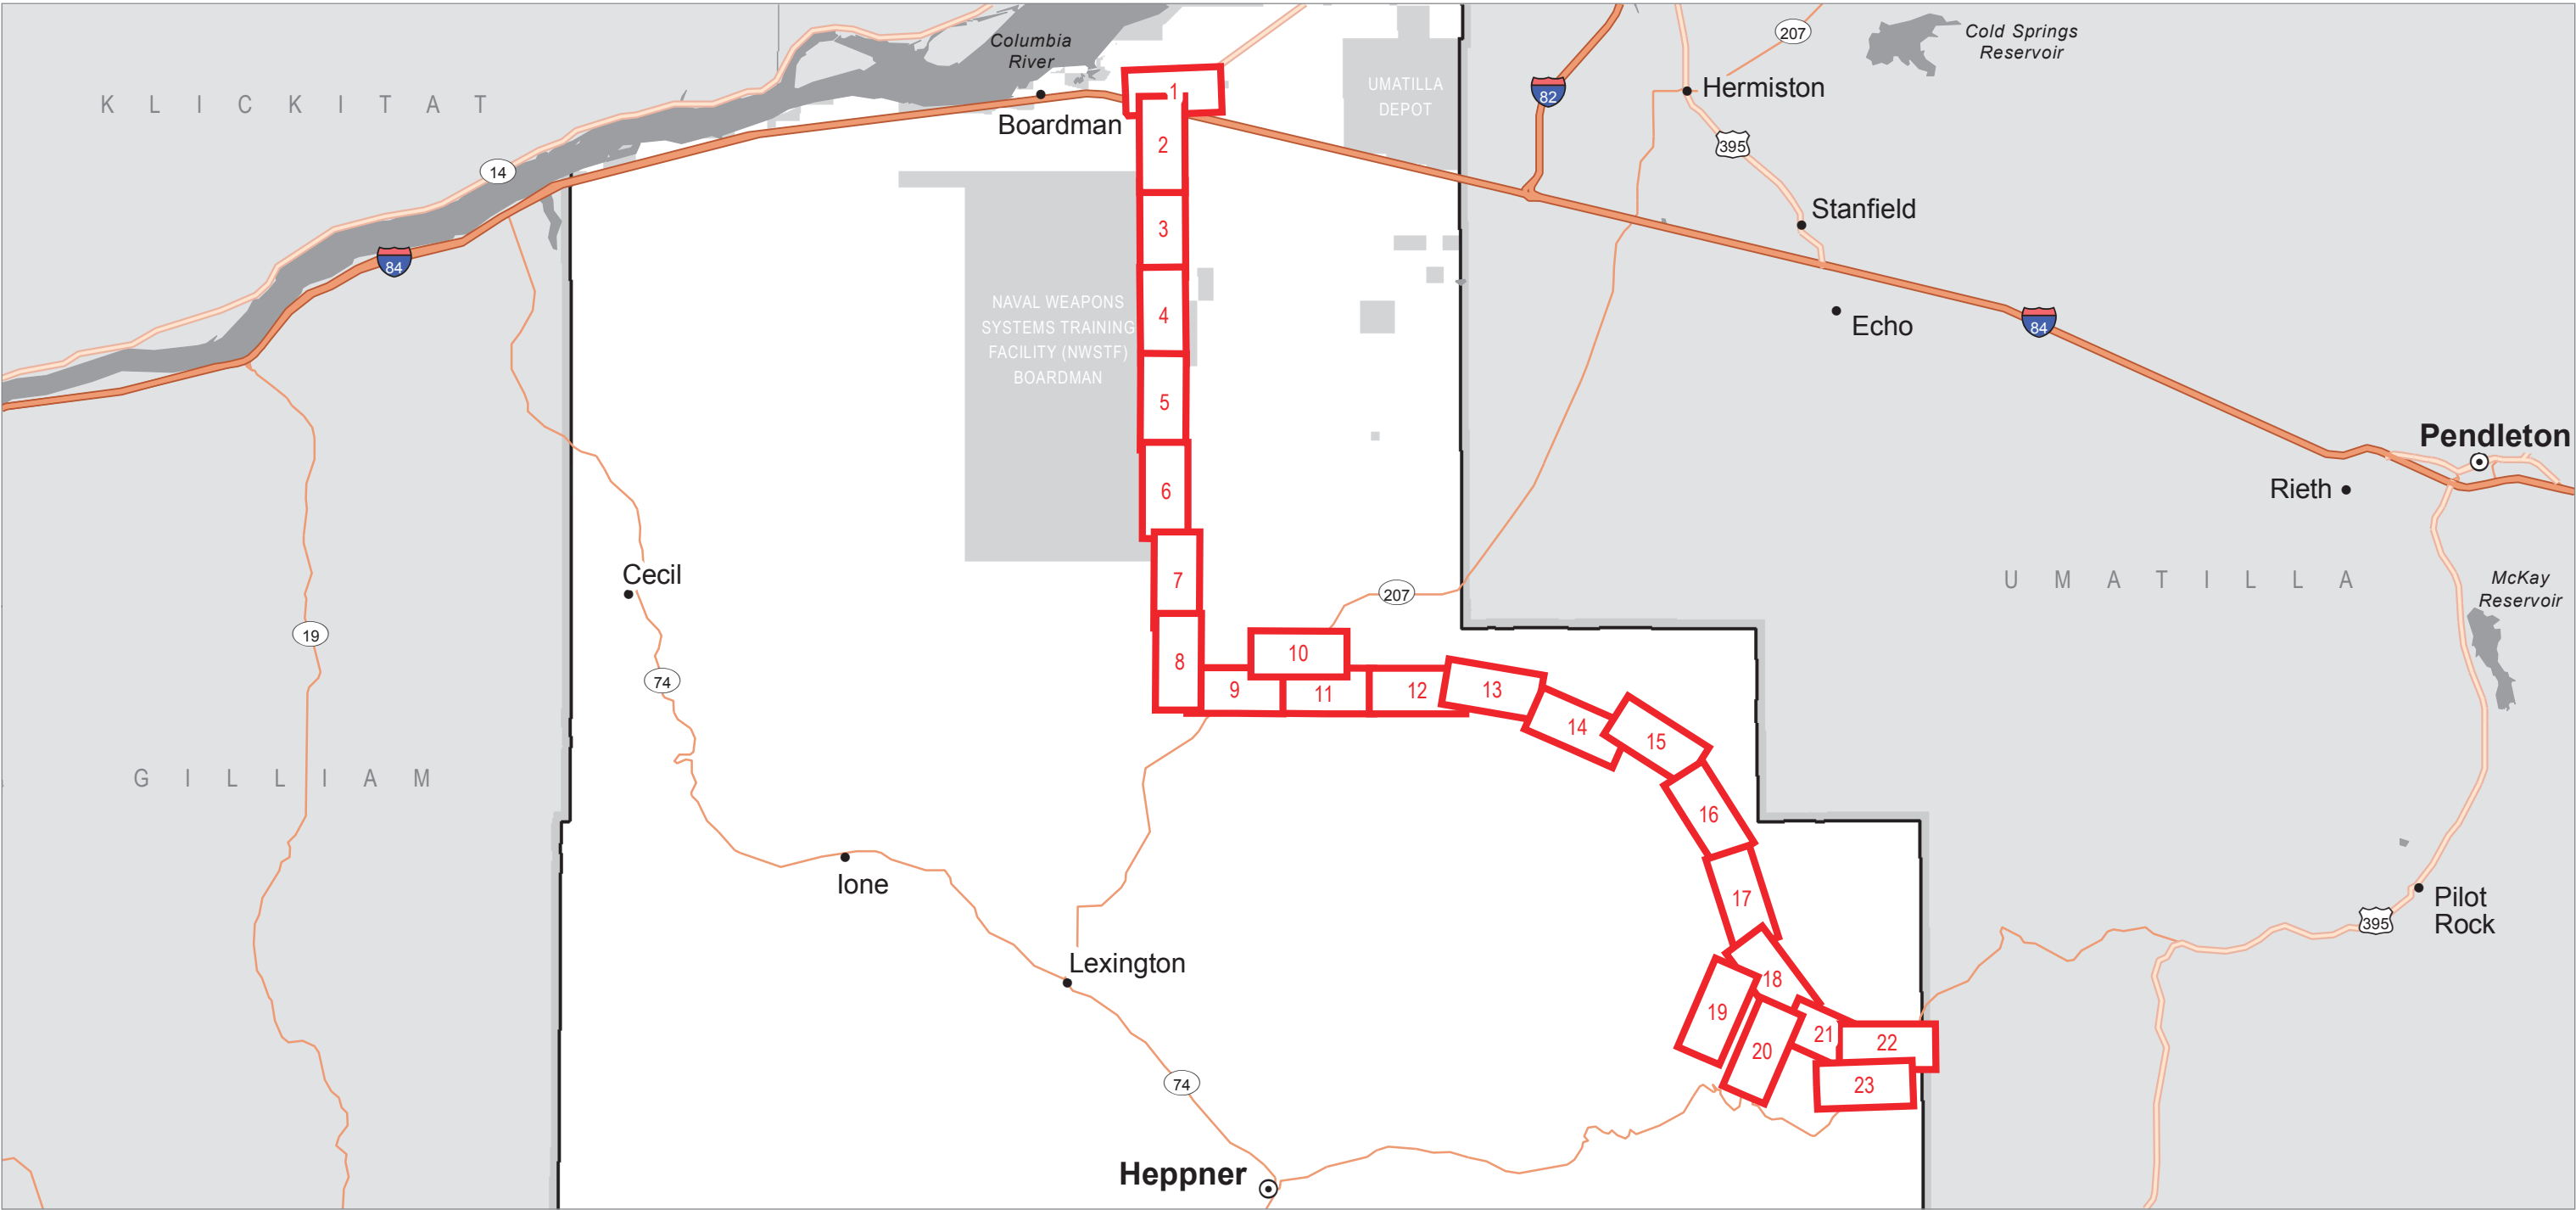 Columbia
River
207
Cold Springs
Reservoir
K L I C K I T A T
UMATILLA
DEPOT
82
Hermiston
1
Boardman
395
2
14
Stanfield
3
84
NAVAL WEAPONS
SYSTEMS TRAINING
FACILITY (NWSTF)
BOARDMAN
4
Echo
84
5
Pendleton
6
Rieth
Cecil
7
207
U M A T I L L A
McKay
Reservoir
19
74
8
10
9
11
12
13
14
15
G I L L I A M
16
Ione
17
Pilot
Rock
395
Lexington
18
19
20
21
22
23
74
Heppner